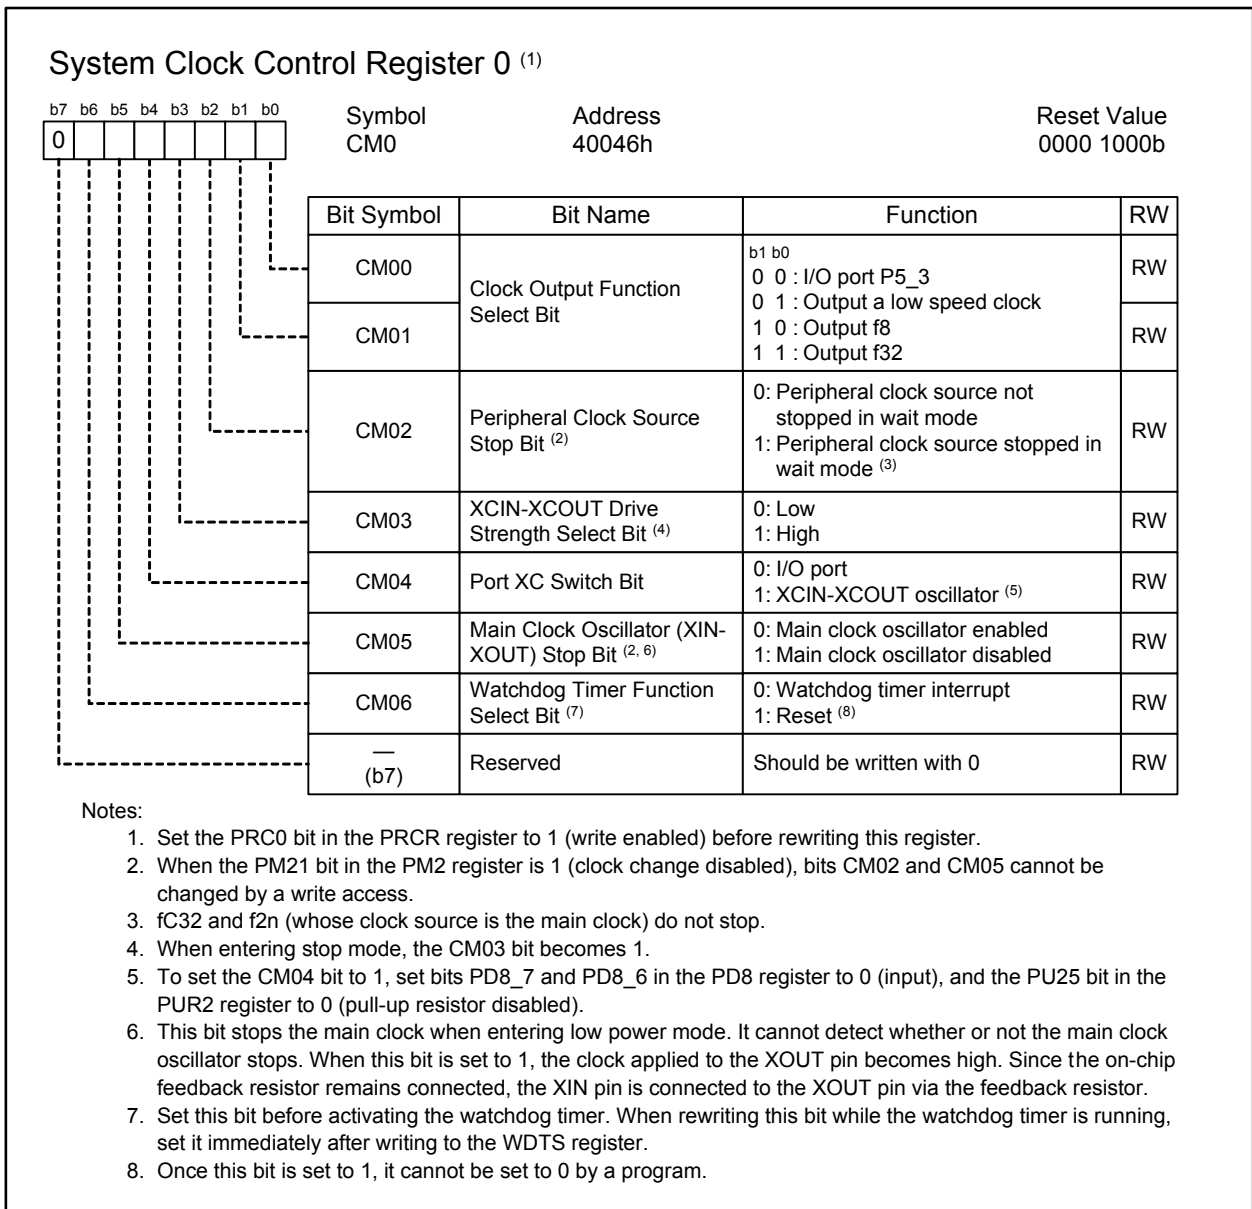 System Clock Control Register 0 (1)
b7 b6 b5 b4 b3 b2 b1 b0
0
Symbol Address Reset Value
CM0 40046h 0000 1000b
Bit Symbol Bit Name Function RW
CM00
Clock Output Function
Select Bit
b1 b0
0 0 : I/O port P5_3
0 1 : Output a low speed clock
1 0 : Output f8
1 1 : Output f32
RW
CM01
RW
CM02
Peripheral Clock Source
Stop Bit (2)
0: Peripheral clock source not
stopped in wait mode
1: Peripheral clock source stopped in
wait mode (3)
RW
CM03
XCIN-XCOUT Drive
Strength Select Bit (4)
0: Low
1: High
RW
CM04
Port XC Switch Bit
0: I/O port
1: XCIN-XCOUT oscillator (5)
RW
CM05
Main Clock Oscillator (XIN-
XOUT) Stop Bit (2, 6)
0: Main clock oscillator enabled
1: Main clock oscillator disabled
RW
CM06
Watchdog Timer Function
Select Bit (7)
0: Watchdog timer interrupt
1: Reset (8)
RW
—
(b7)
Reserved
Should be written with 0
RW
Notes:
1. Set the PRC0 bit in the PRCR register to 1 (write enabled) before rewriting this register.
2. When the PM21 bit in the PM2 register is 1 (clock change disabled), bits CM02 and CM05 cannot be
changed by a write access.
3. fC32 and f2n (whose clock source is the main clock) do not stop.
4. When entering stop mode, the CM03 bit becomes 1.
5. To set the CM04 bit to 1, set bits PD8_7 and PD8_6 in the PD8 register to 0 (input), and the PU25 bit in the
PUR2 register to 0 (pull-up resistor disabled).
6. This bit stops the main clock when entering low power mode. It cannot detect whether or not the main clock
oscillator stops. When this bit is set to 1, the clock applied to the XOUT pin becomes high. Since the on-chip
feedback resistor remains connected, the XIN pin is connected to the XOUT pin via the feedback resistor.
7. Set this bit before activating the watchdog timer. When rewriting this bit while the watchdog timer is running,
set it immediately after writing to the WDTS register.
8. Once this bit is set to 1, it cannot be set to 0 by a program.